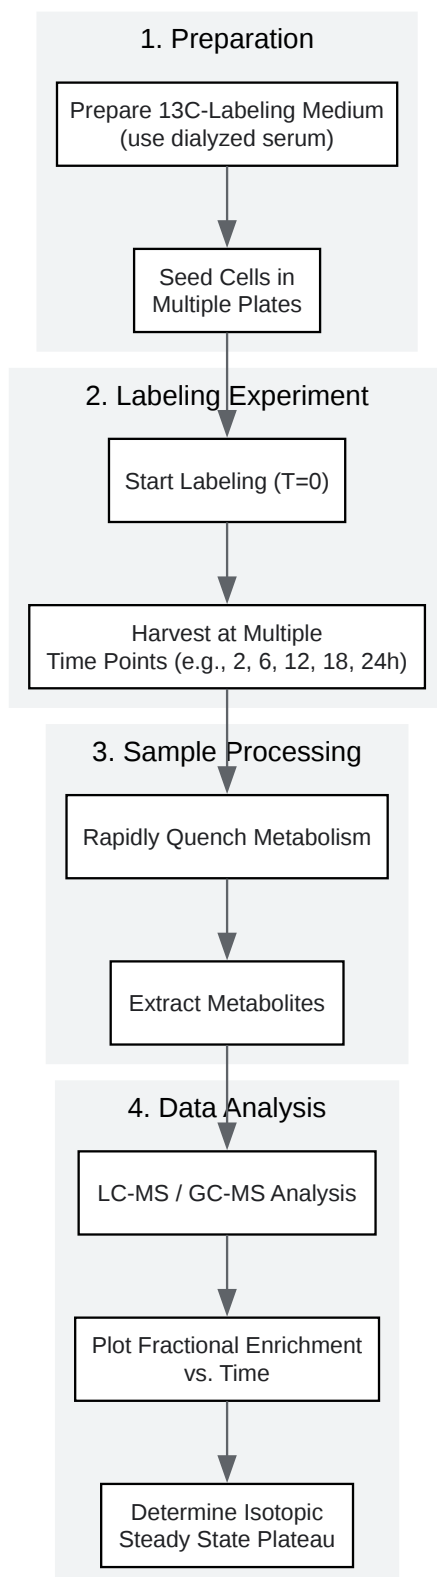 1. Preparation
Prepare 13C-Labeling Medium
(use dialyzed serum)
Seed Cells in
Multiple Plates
2. Labeling Experiment
Start Labeling (T=0)
Harvest at Multiple
Time Points (e.g., 2, 6, 12, 18, 24h)
3. Sample Processing
Rapidly Quench Metabolism
Extract Metabolites
4. Data Analysis
LC-MS / GC-MS Analysis
Plot Fractional Enrichment
vs. Time
Determine Isotopic
Steady State Plateau